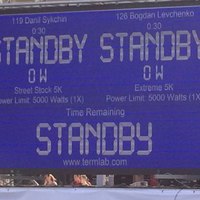 119 Danil Sylichin 126 Bogdan Levchenko
0:30 0:30
STANDBY STANDBY
0W 0W
Street Stock 5K Extreme 5K
Power Limit: 5000 Watts (1X) Power Limit: 5000 Watts (1X)
Time Remaining
STANDBY
www.termlab.com